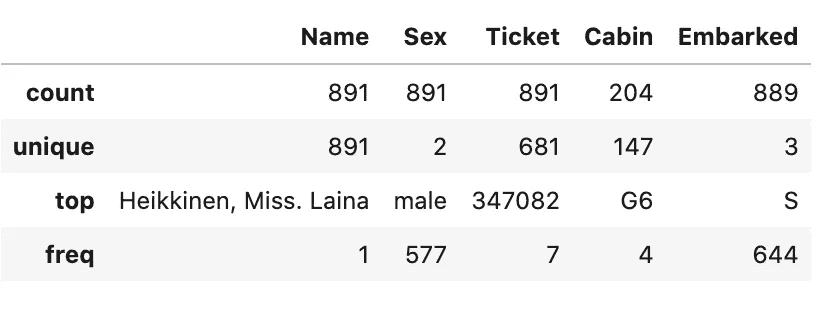 Name Sex Ticket Cabin Embarked
count 891 891 891 204 889
unique 891 2 681 147 3
top Heikkinen, Miss. Laina male 347082 G6 S
freq 1 577 7 4 644